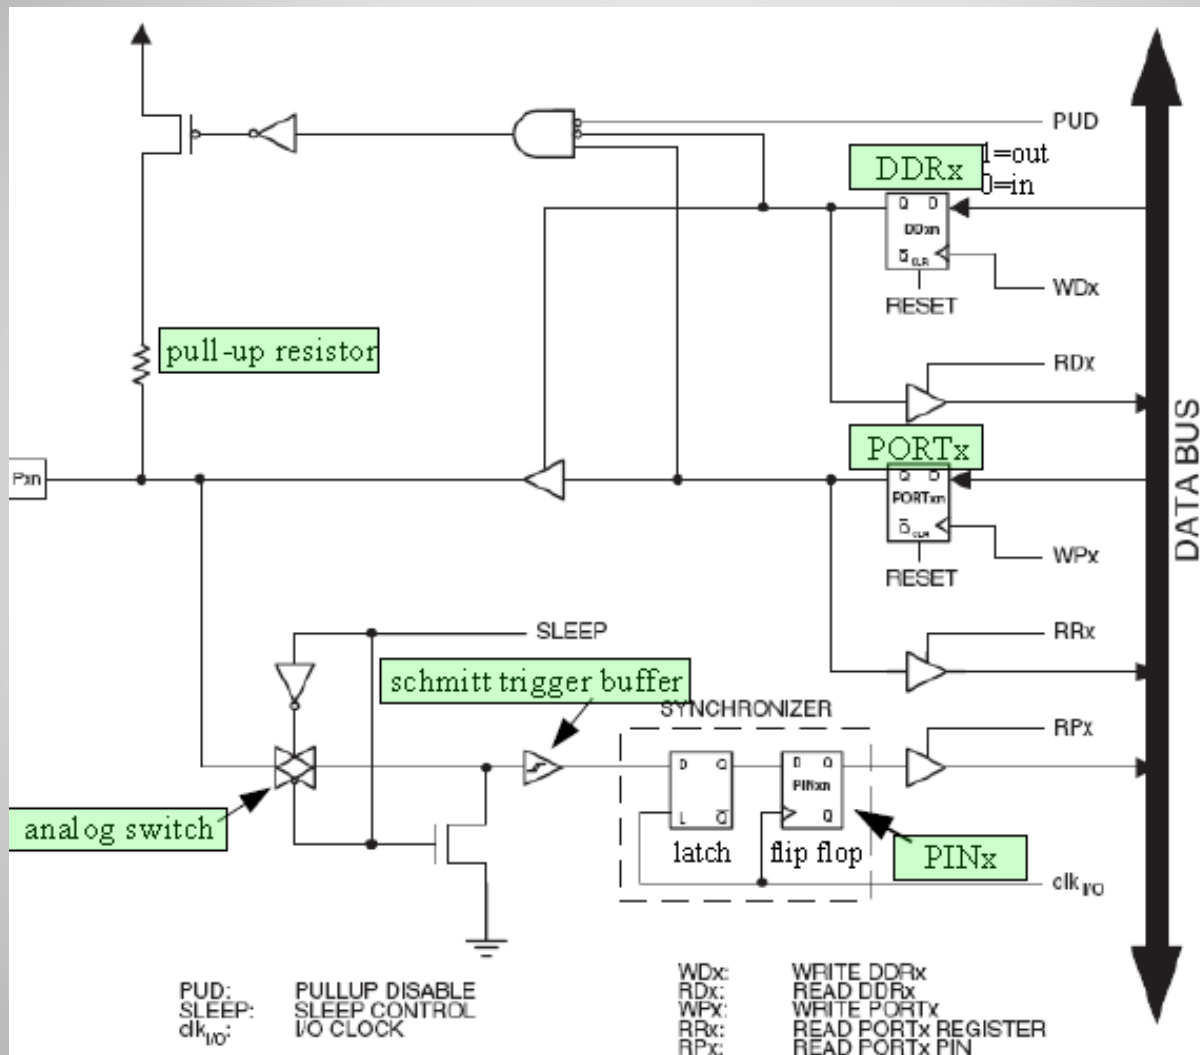 PUD
DDRx
1=out
0=in
Q D
DDxn
Q CLR
WDx
RESET
pull-up resistor
RDx
PORTx
Pxn
Q D
PORTxn
Q CLR
WPx
RESET
DATA BUS
SLEEP
RRx
schmitt trigger buffer
SYNCHRONIZER
RPx
D Q
L Q
D Q
PINxn
Q
analog switch
latch
flip flop
PINx
clk I/O
PUD: PULLUP DISABLE
SLEEP: SLEEP CONTROL
clk I/O: I/O CLOCK
WDx: WRITE DDRx
RDx: READ DDRx
WPx: WRITE PORTx
RRx: READ PORTx REGISTER
RPx: READ PORTx PIN